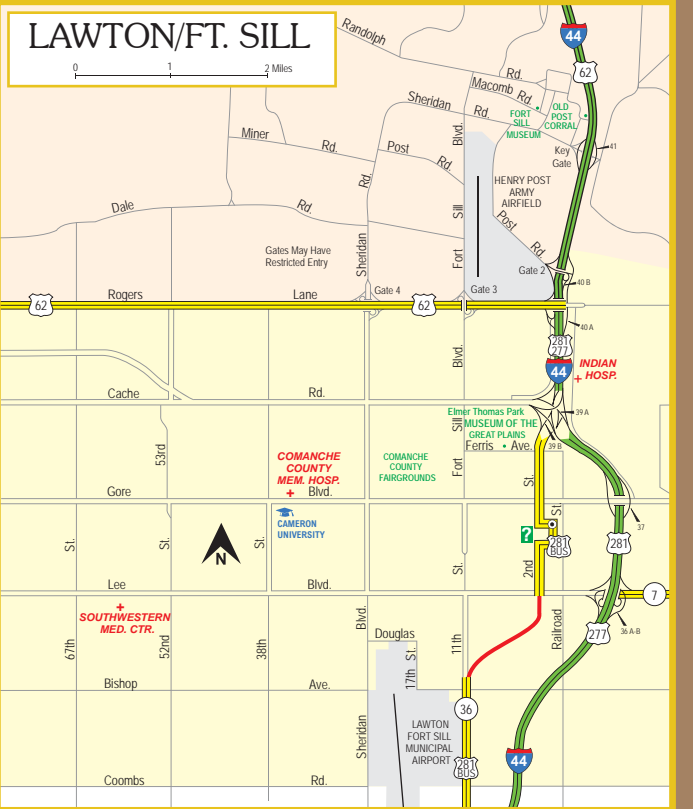 LAWTON/FT. SILL
0 1 2 Miles
Randolph
Rd.
44
62
Macomb Rd.
Sheridan
Rd.
FORT
SILL
MUSEUM
OLD
POST
CORRAL
Key
Gate
41
Miner
Rd.
Post
Rd.
Blvd.
HENRY POST
ARMY
AIRFIELD
Rd.
Dale
Rd.
Sill
Post
Rd.
Gates May Have
Restricted Entry
Sheridan
Fort
Gate 2
40 B
Gate 4
Gate 3
62
Rogers
Lane
62
40 A
281
277
44
INDIAN
HOSP.
Blvd.
Cache
Rd.
39 A
Elmer Thomas Park
MUSEUM OF THE
GREAT PLAINS
Sill
Ferris
Ave.
39 B
53rd
COMANCHE
COUNTY
MEM. HOSP.
COMANCHE
COUNTY
FAIRGROUNDS
Fort
St.
Gore
Blvd.
St.
37
CAMERON
UNIVERSITY
?
281
BUS
281
St.
St.
St.
N
St.
2nd
Lee
Blvd.
7
SOUTHWESTERN
MED. CTR.
Blvd.
Douglas
Railroad
277
36 A-B
67th
52nd
38th
17th St.
11th
Bishop
Ave.
36
Sheridan
LAWTON
FORT SILL
MUNICIPAL
AIRPORT
281
BUS
44
Coombs
Rd.